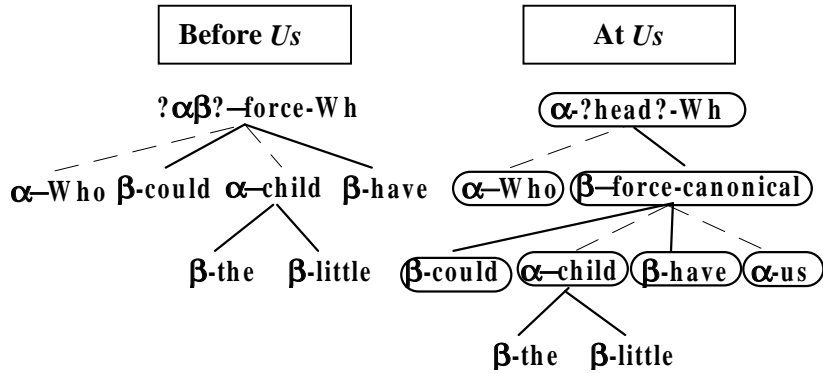 Before Us
At Us
?αβ?–force-Wh
α-?head?-Wh
α–Who β-could α–child β-have
α–Who β–force-canonical
β-the β-little
β-could α–child β-have α-us
β-the β-little